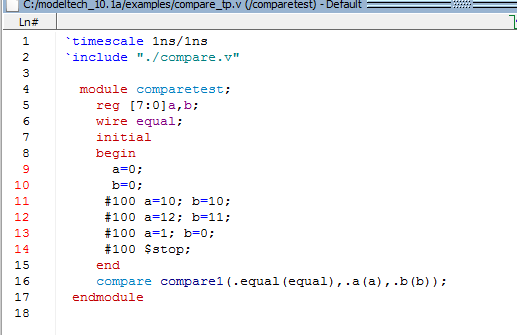 C:/modeltech_10.1a/examples/compare_tp.v (/comparetest) - Default
Ln#
1 `timescale 1ns/1ns
2 `include "./compare.v"
3
4 module comparetest;
5 reg [7:0]a,b;
6 wire equal;
7 initial
8 begin
9 a=0;
10 b=0;
11 #100 a=10; b=10;
12 #100 a=12; b=11;
13 #100 a=1; b=0;
14 #100 $stop;
15 end
16 compare compare1(.equal(equal),.a(a),.b(b));
17 endmodule
18